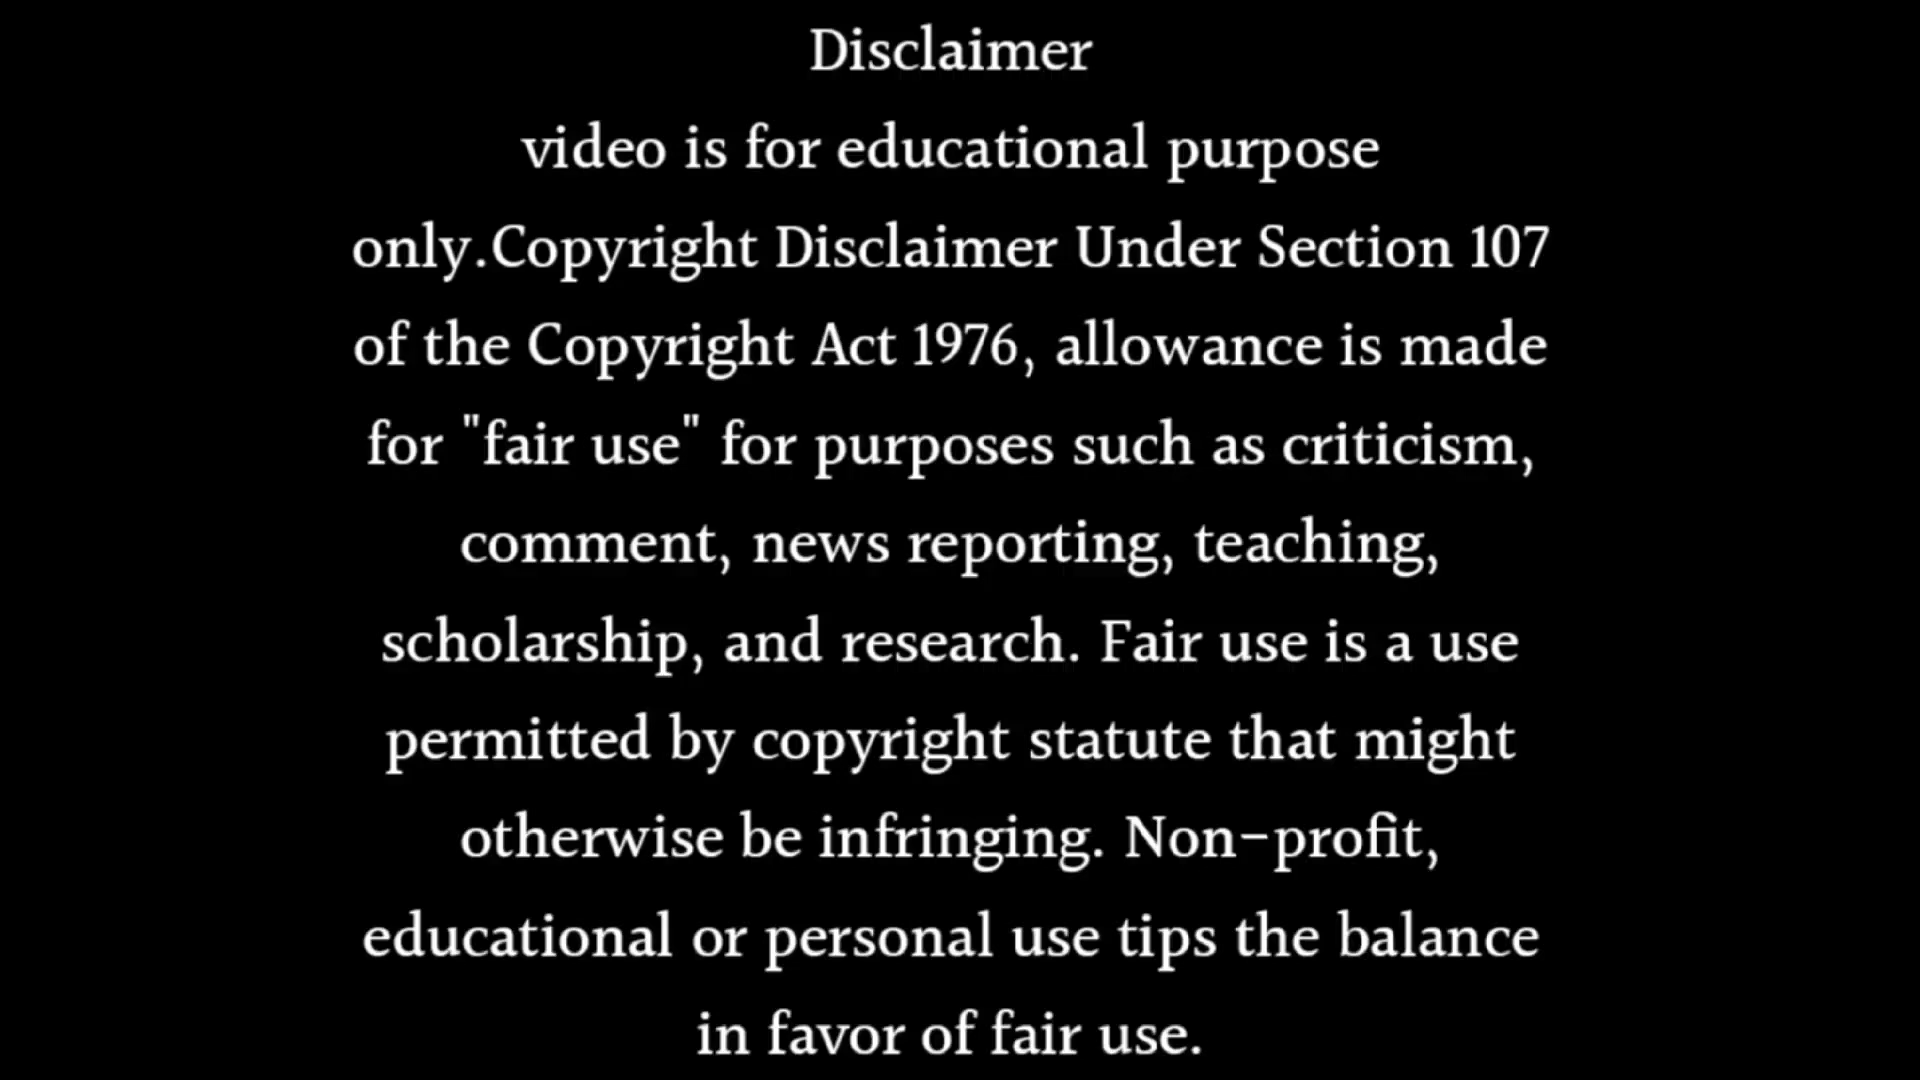 Disclaimer
video is for educational purpose
only.Copyright Disclaimer Under Section 107
of the Copyright Act 1976, allowance is made
for "fair use" for purposes such as criticism,
comment, news reporting, teaching,
scholarship, and research. Fair use is a use
permitted by copyright statute that might
otherwise be infringing. Non-profit,
educational or personal use tips the balance
in favor of fair use.